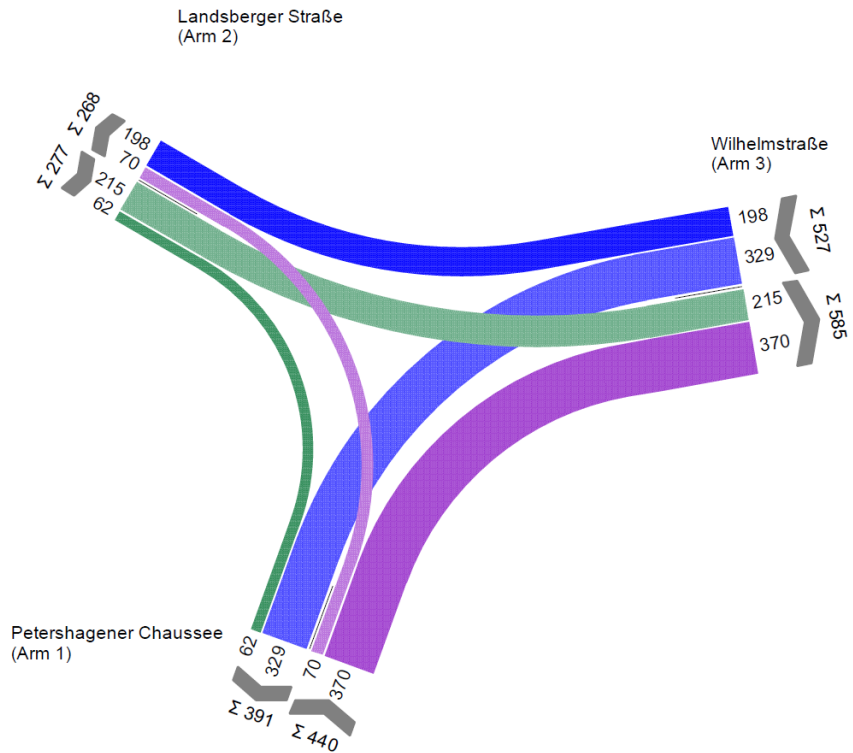 Landsberger Straße
(Arm 2)
Σ 268
Σ 277
198
70
215
62
Wilhelmstraße
(Arm 3)
198
329
215
370
Σ 527
Σ 585
Petershagener Chaussee
(Arm 1)
62
329
70
370
Σ 391
Σ 440